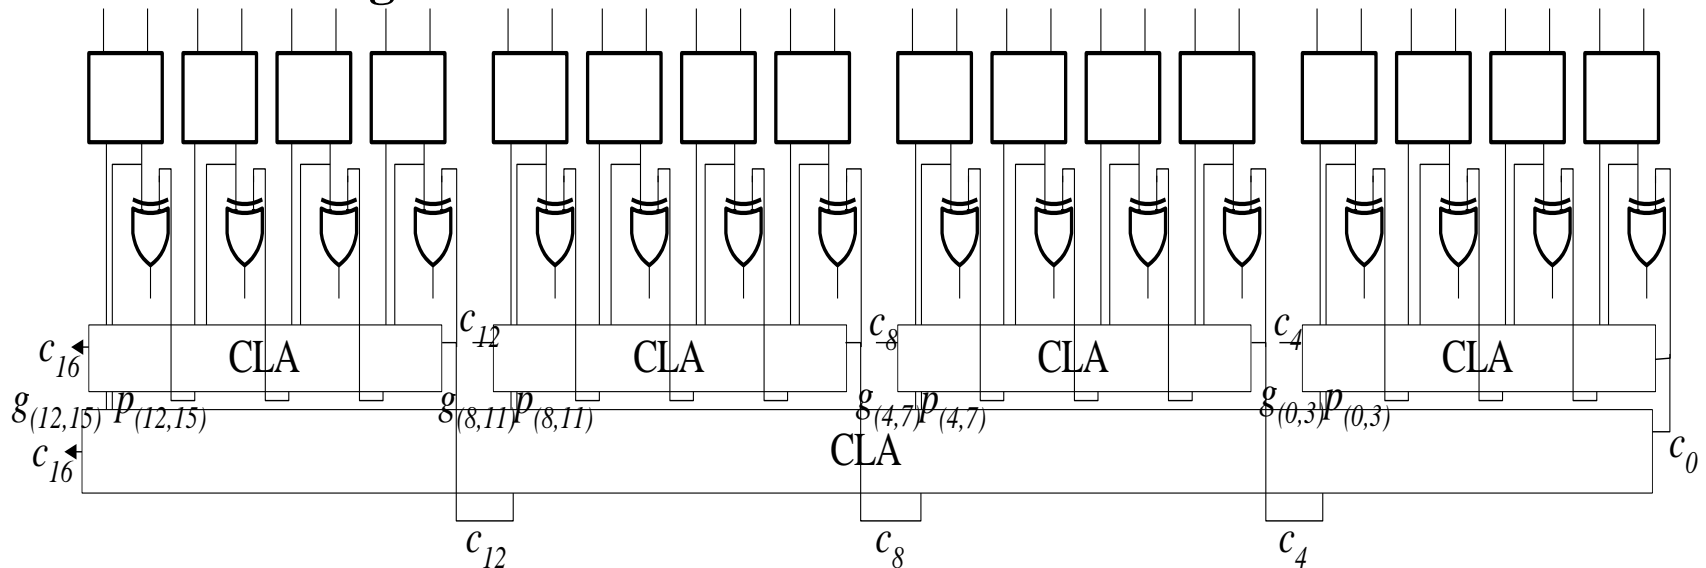 c12 c8 c4
c16 CLA CLA CLA CLA
g(12,15) p(12,15) g(8,11) p(8,11) g(4,7) p(4,7) g(0,3) p(0,3)
c16 CLA c0
c12 c8 c4